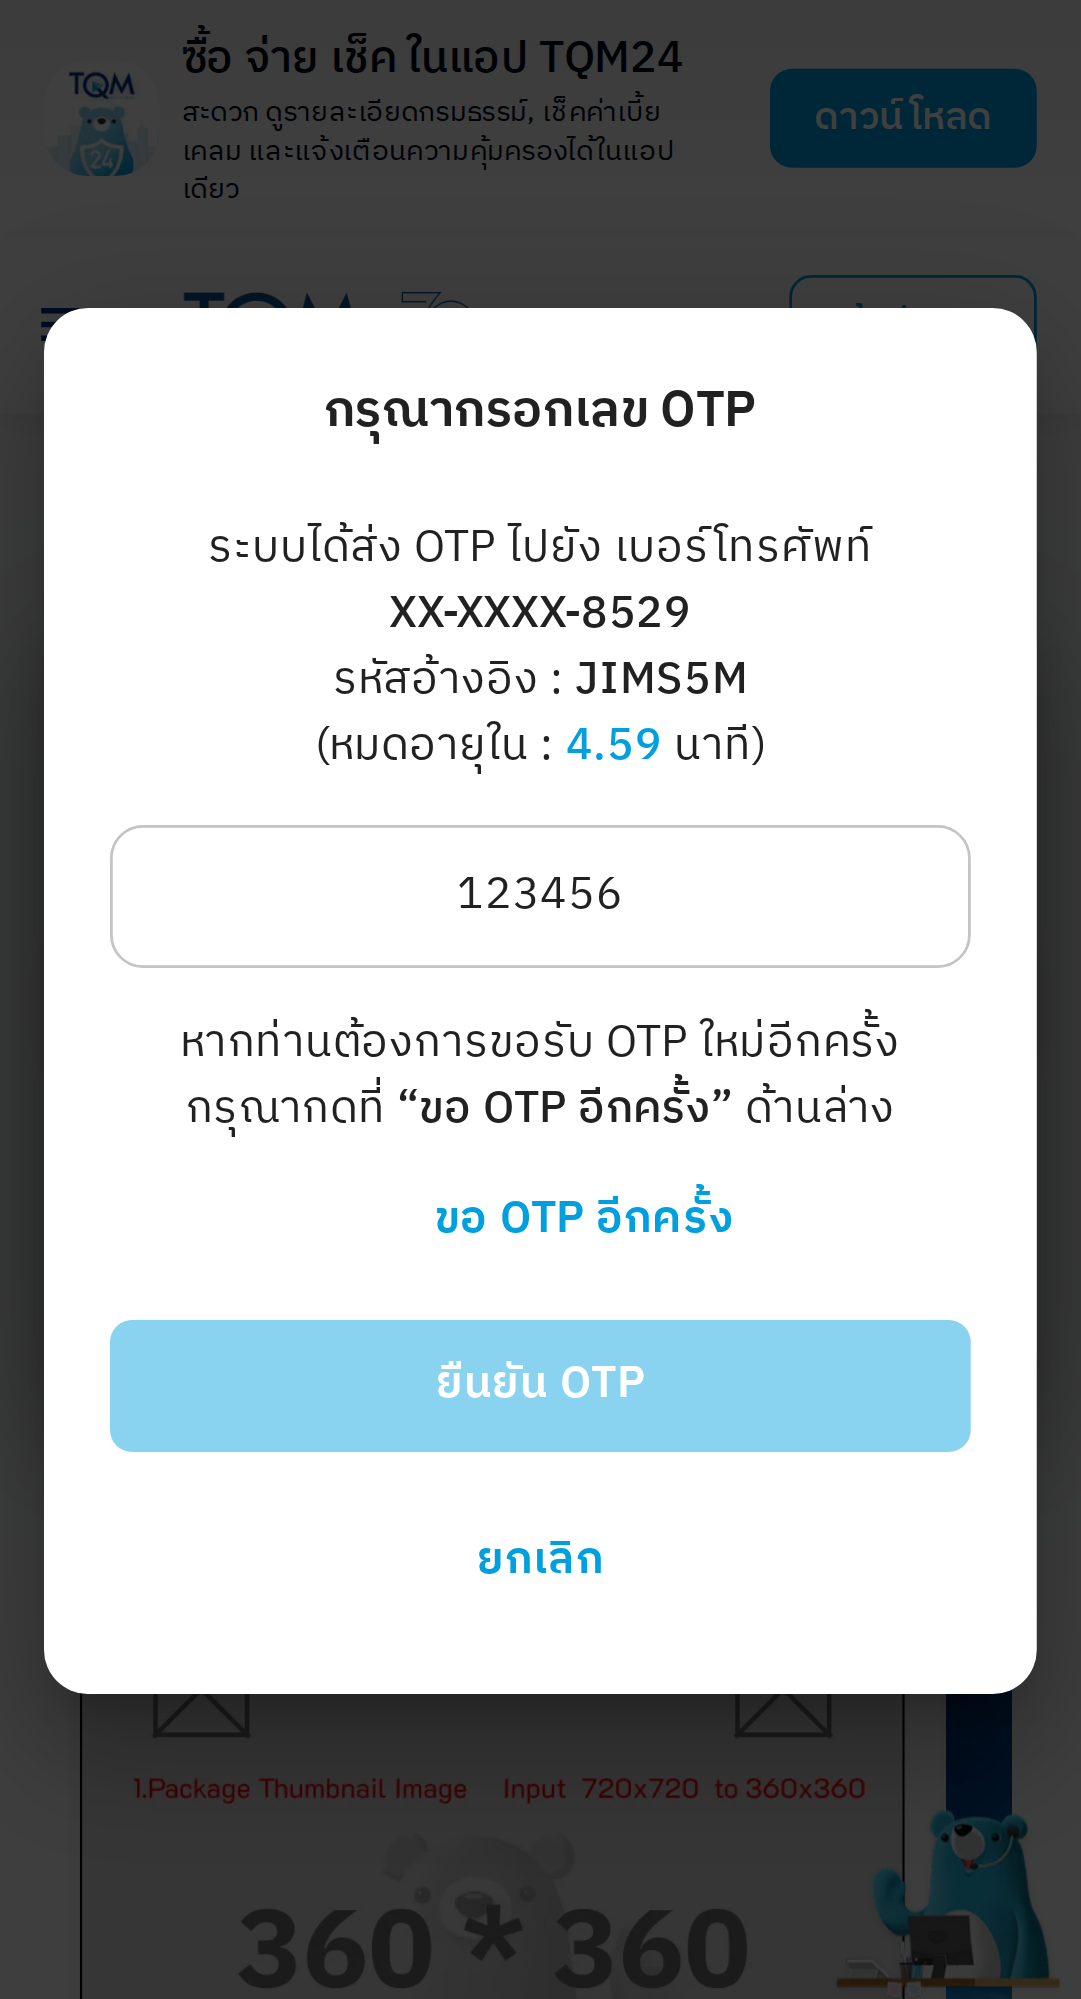 ซื้อ จ่าย เช็ค ในแอป TQM24
TQM
24
สะดวก ดูรายละเอียดกรมธรรม์, เช็คค่าเบี้ย
เคลม และแจ้งเตือนความคุ้มครองได้ในแอป
เดียว
ดาวน์โหลด
TQM
กรุณากรอกเลข OTP
ระบบได้ส่ง OTP ไปยัง เบอร์โทรศัพท์
XX-XXXX-8529
รหัสอ้างอิง : JIMS5M
(หมดอายุใน : 4.59 นาที)
123456
หากท่านต้องการขอรับ OTP ใหม่อีกครั้ง
กรุณากดที่ “ขอ OTP อีกครั้ง” ด้านล่าง
ขอ OTP อีกครั้ง
ยืนยัน OTP
ยกเลิก
1.Package Thumbnail Image Input 720x720 to 360x360
360 * 360